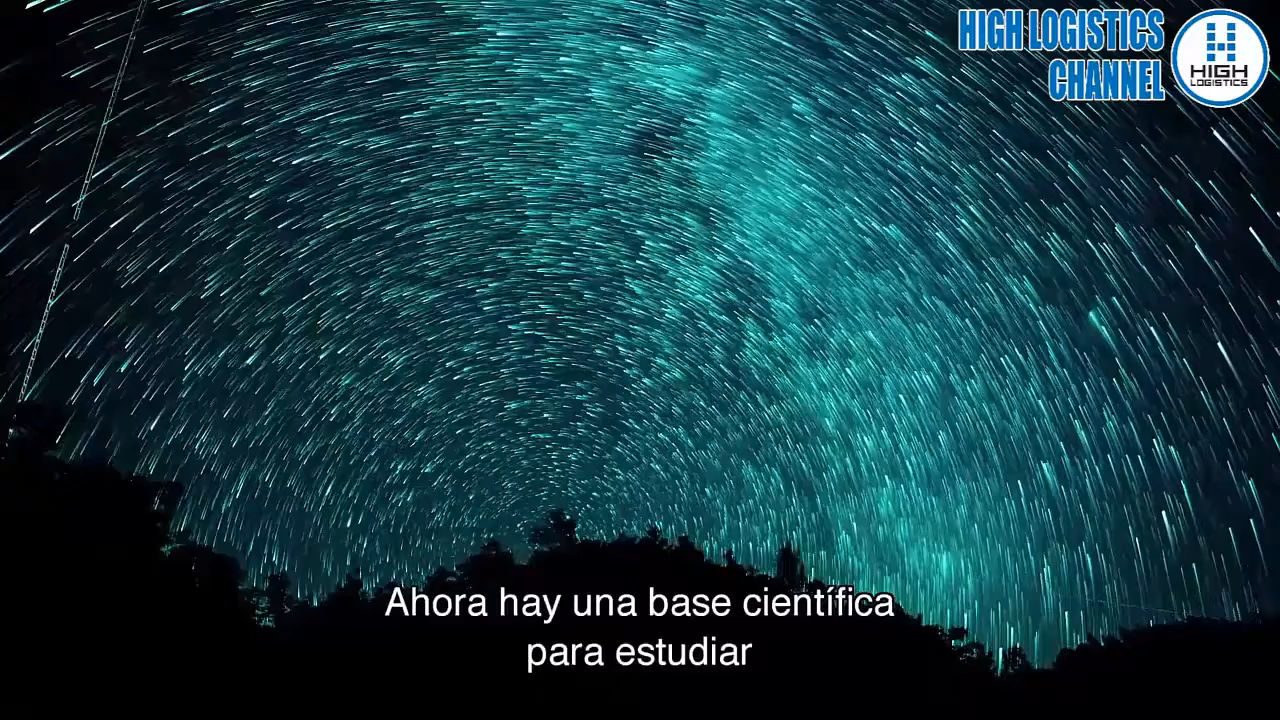 HIGH LOGISTICS
CHANNEL
HIGH
LOGISTICS
Ahora hay una base científica
para estudiar